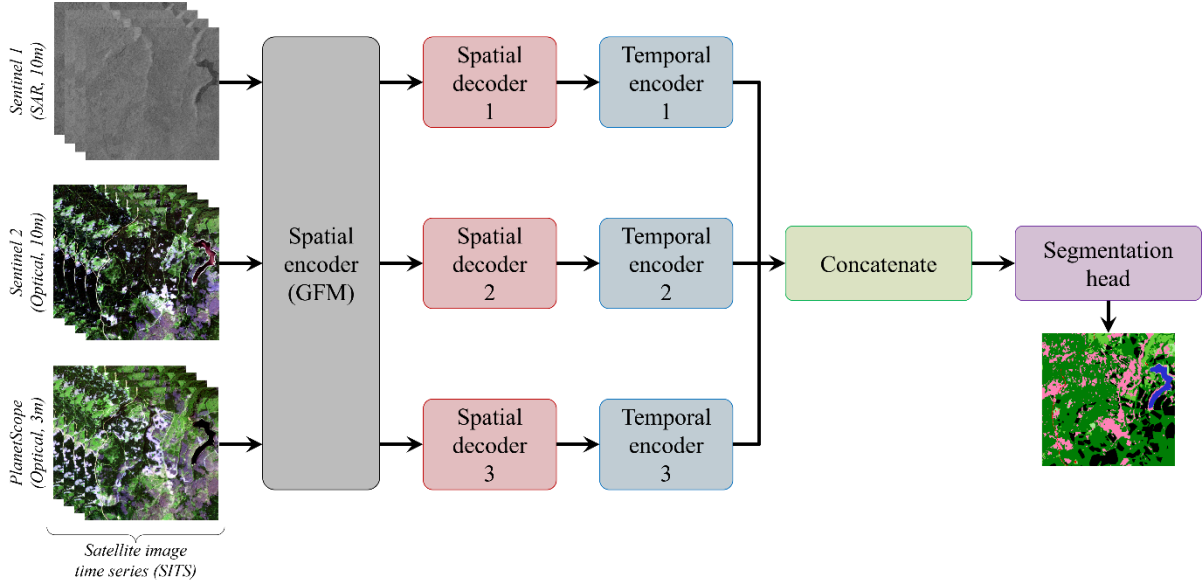 Sentinel 1
(SAR, 10m)
Sentinel 2
(Optical, 10m)
PlanetScope
(Optical, 3m)
Satellite image
time series (SITS)
Spatial
encoder
(GFM)
Spatial
decoder
1
Temporal
encoder
1
Spatial
decoder
2
Temporal
encoder
2
Spatial
decoder
3
Temporal
encoder
3
Concatenate
Segmentation
head